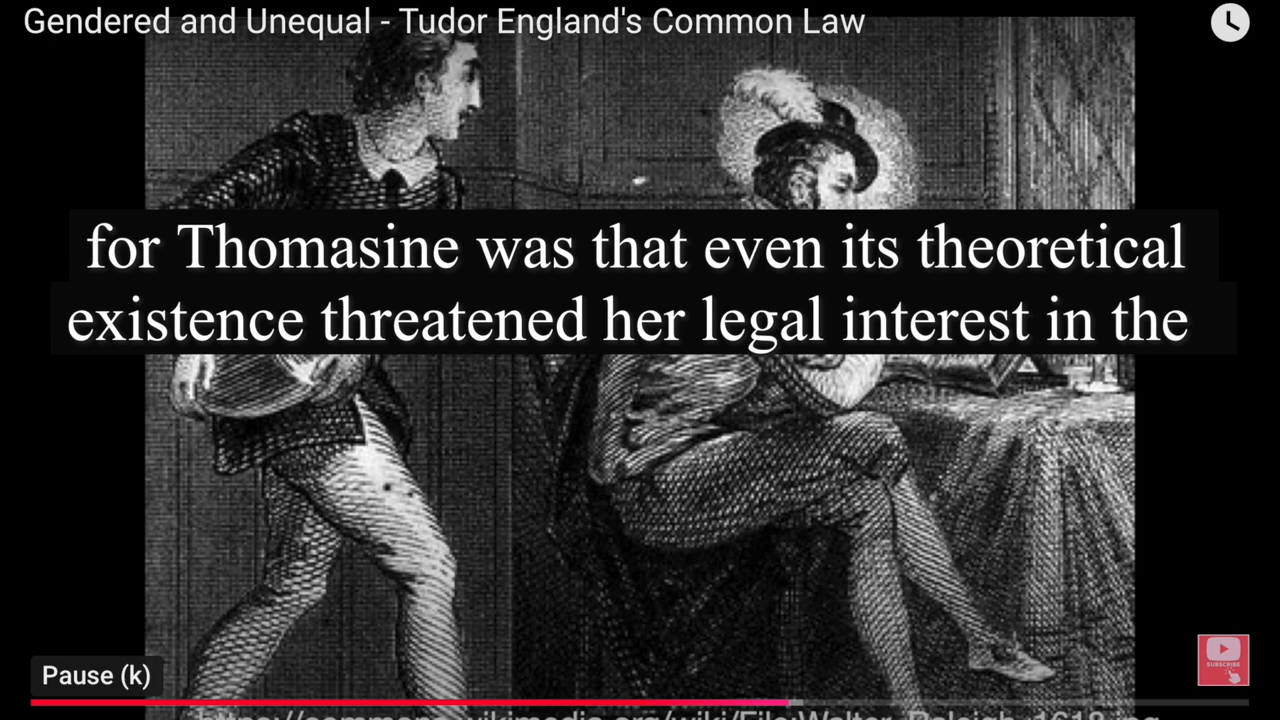 Gendered and Unequal - Tudor England's Common Law
for Thomasine was that even its theoretical
existence threatened her legal interest in the
SUBSCRIBE
Pause (k)